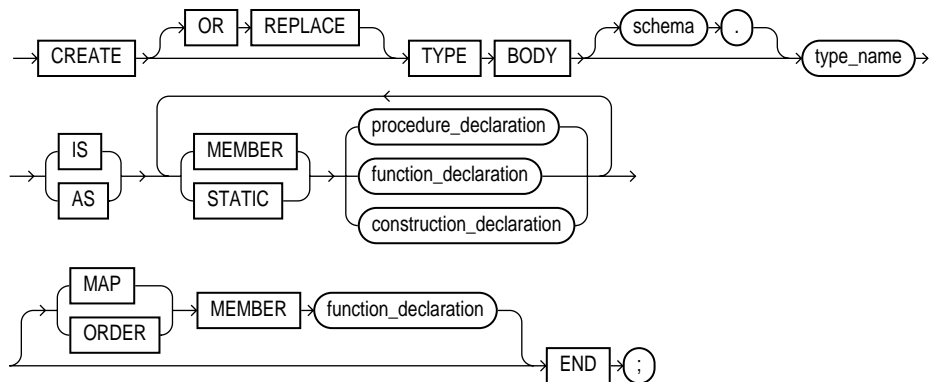 OR REPLACE schema .
CREATE TYPE BODY type_name
IS MEMBER procedure_declaration
function_declaration
AS STATIC construction_declaration
MAP
MEMBER function_declaration
ORDER
END ;